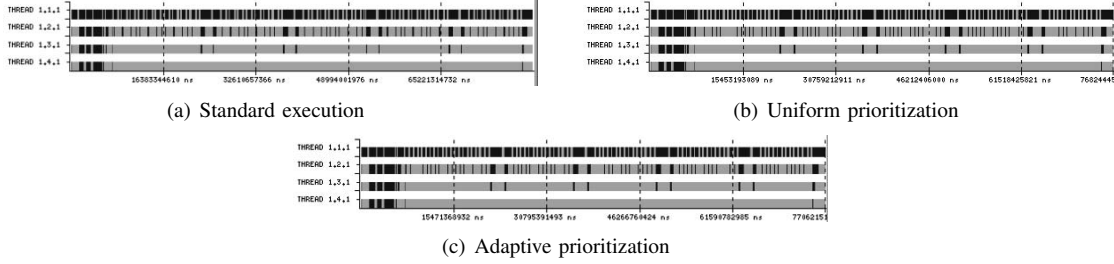 THREAD 1.1.1
THREAD 1.2.1
THREAD 1.3.1
THREAD 1.4.1
16383344610 ns 32610657366 ns 48994001976 ns 65221314732 ns
(a) Standard execution
THREAD 1.1.1
THREAD 1.2.1
THREAD 1.3.1
THREAD 1.4.1
15453193089 ns 30759212911 ns 46212406000 ns 61518425821 ns 76824445
(b) Uniform prioritization
THREAD 1.1.1
THREAD 1.2.1
THREAD 1.3.1
THREAD 1.4.1
15471368932 ns 30795391493 ns 46266760424 ns 61590782985 ns 77062151
(c) Adaptive prioritization